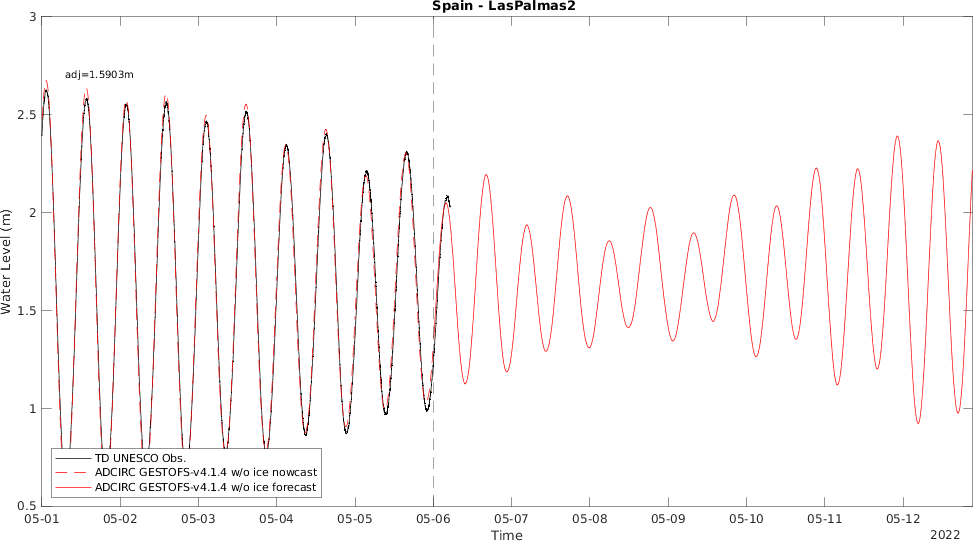 Spain - LasPalmas2
adj=1.5903m
3
2.5
2
1.5
1
0.5
Water Level (m)
TD UNESCO Obs.
ADCIRC GESTOFS-v4.1.4 w/o ice nowcast
ADCIRC GESTOFS-v4.1.4 w/o ice forecast
05-01 05-02 05-03 05-04 05-05 05-06 05-07 05-08 05-09 05-10 05-11 05-12
Time
2022